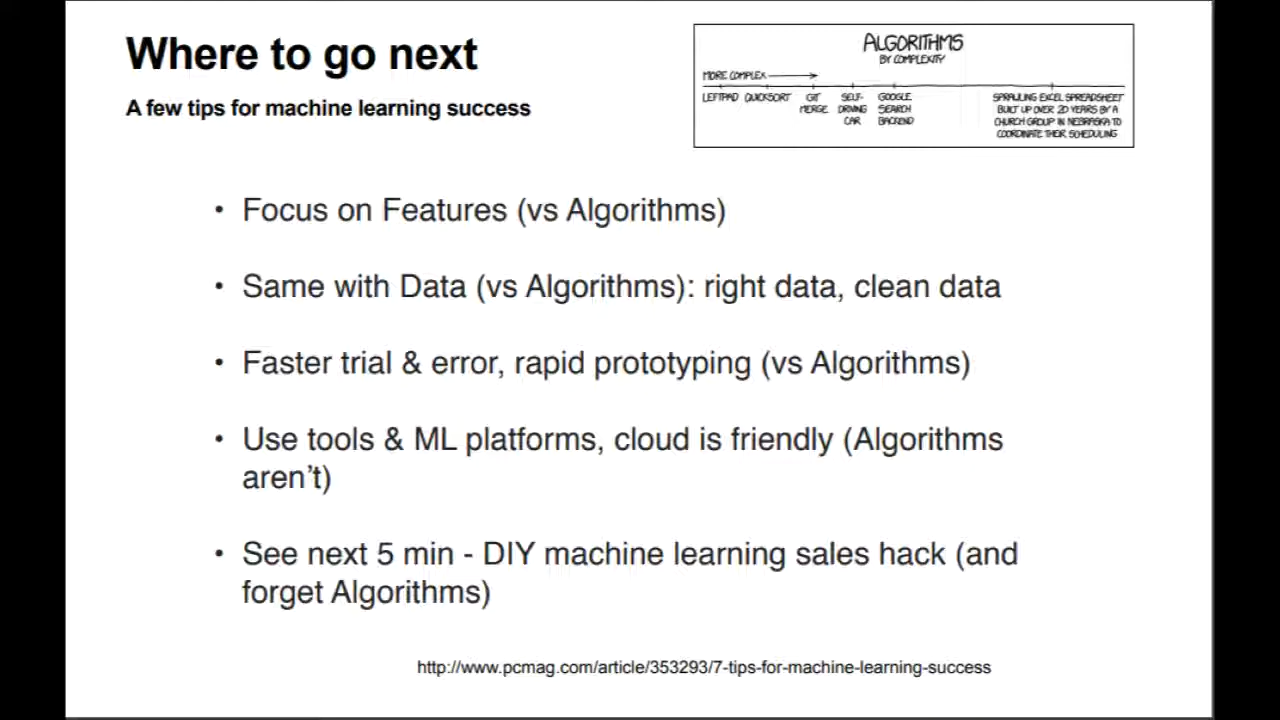 Where to go next
A few tips for machine learning success
ALGORITHMS
BY COMPLEXITY
MORE COMPLEX
LEFTPAD
QUICKSORT
GIT
MERGE
SELF-
DRIVING
CAR
GOOGLE
SEARCH
BACKEND
SPRAWLING EXCEL SPREADSHEET
BUILT UP OVER 20 YEARS BY A
CHURCH GROUP IN NEBRASKA TO
COORDINATE THEIR SCHEDULING
• Focus on Features (vs Algorithms)
• Same with Data (vs Algorithms): right data, clean data
• Faster trial & error, rapid prototyping (vs Algorithms)
• Use tools & ML platforms, cloud is friendly (Algorithms
aren't)
• See next 5 min - DIY machine learning sales hack (and
forget Algorithms)
http://www.pcmag.com/article/353293/7-tips-for-machine-learning-success